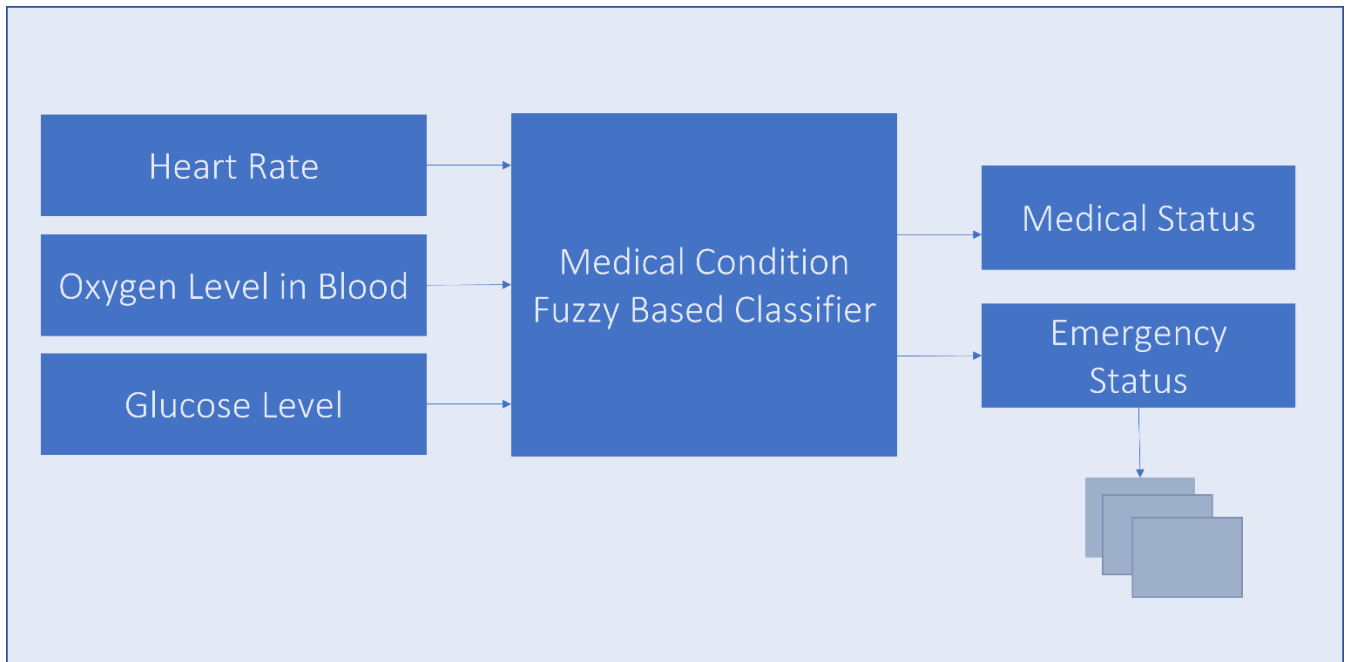 Heart Rate
Oxygen Level in Blood
Glucose Level
Medical Condition
Fuzzy Based Classifier
Medical Status
Emergency
Status